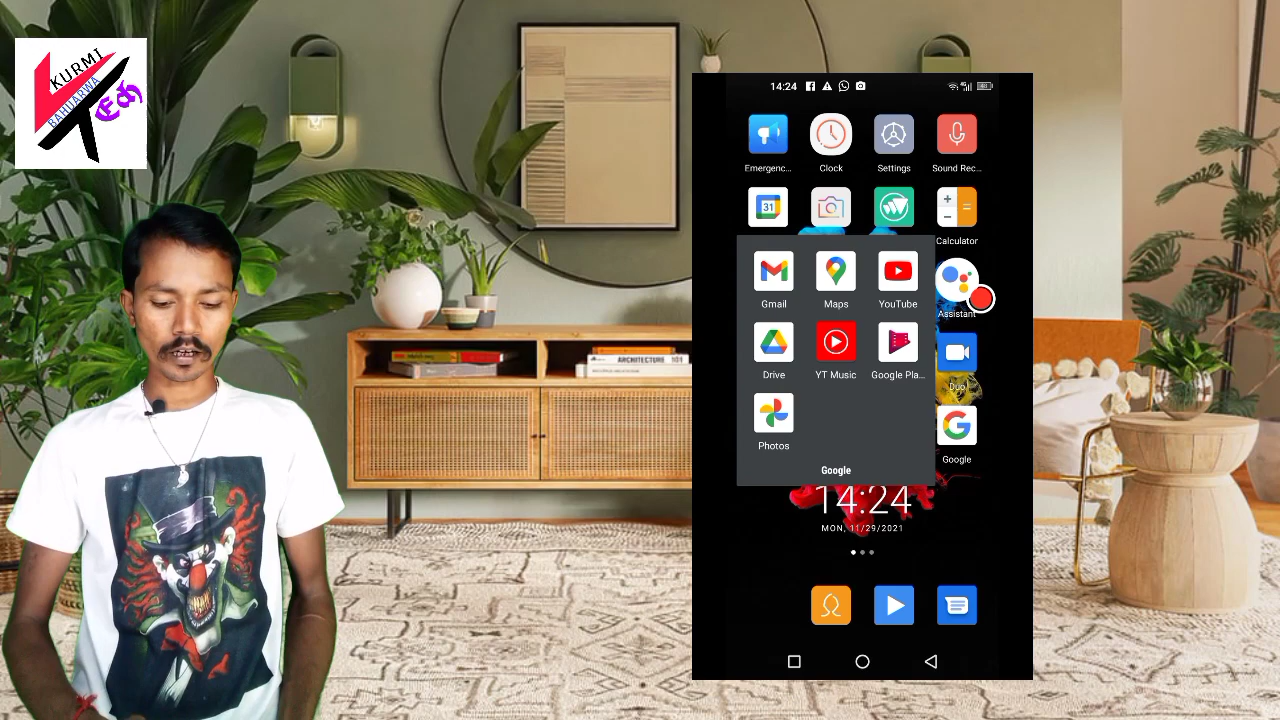 KURMI
BAHUARWA
टेक
14:24
Emergenc...
Clock
Settings
Sound Rec...
31
Calculator
Gmail
Maps
YouTube
Assistant
Drive
YT Music
Google Pla...
Duo
Photos
Google
Google
14:24
MON, 11/29/2021
ARCHITECTURE 101